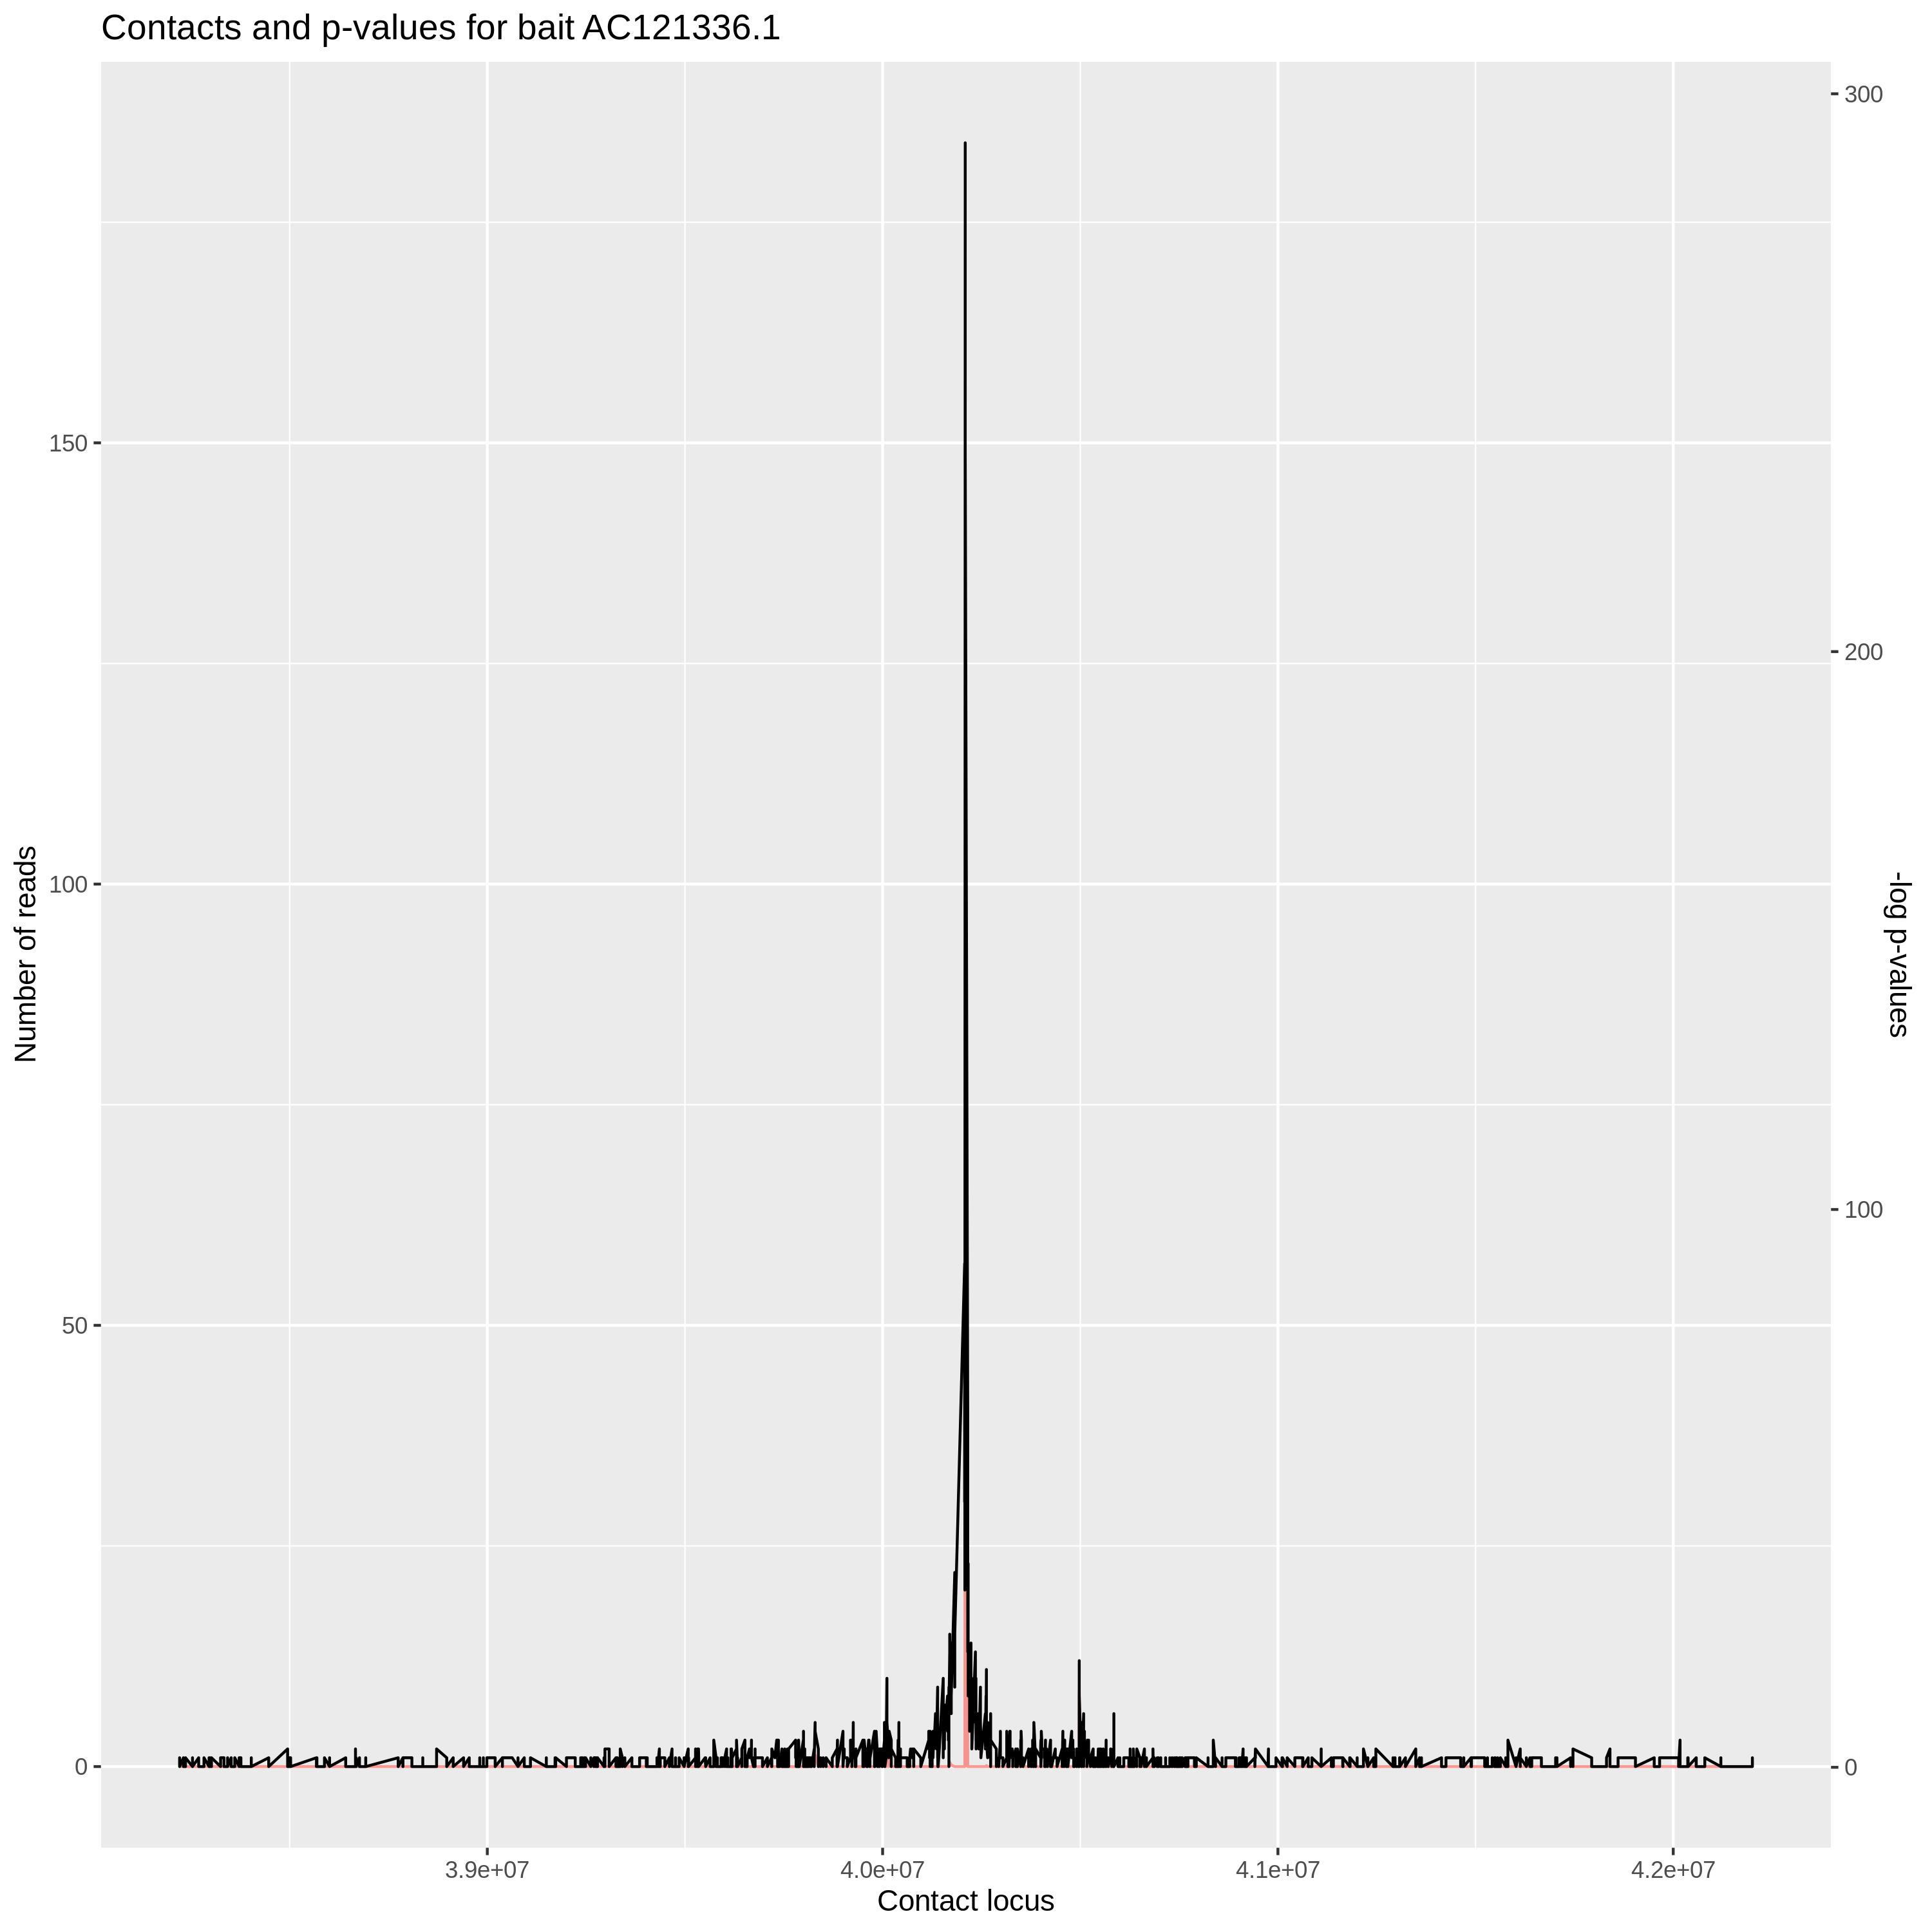 Contacts and p-values for bait AC121336.1
300
150
200
Number of reads
100
-log p-values
100
50
0
0
3.9e+07 4.0e+07 4.1e+07 4.2e+07
Contact locus